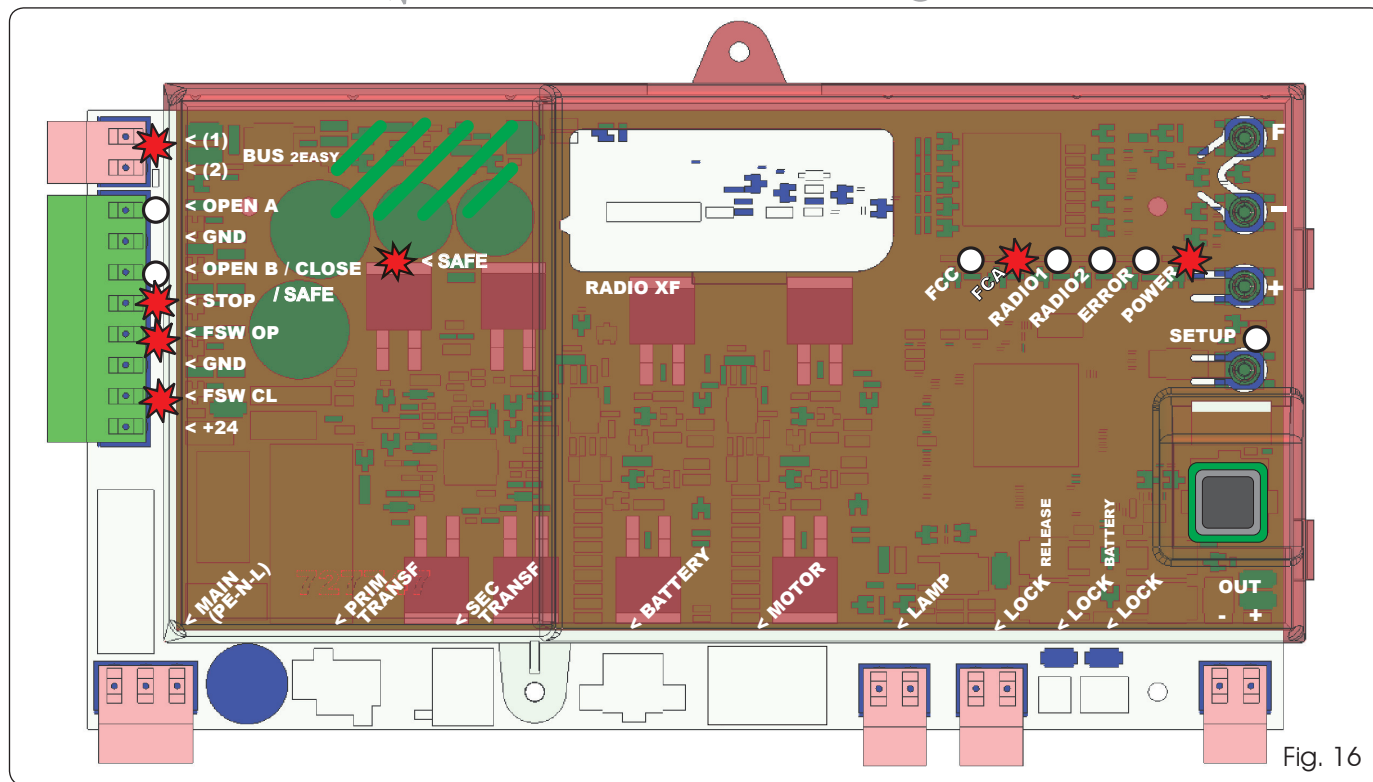 < (1)
BUS 2EASY
< (2)
< OPEN A
< GND
< OPEN B / CLOSE
/ SAFE
< STOP
< FSW OP
< GND
< FSW CL
< +24
< SAFE
RADIO XF
FCC
FCA
RADIO1
RADIO2
ERROR
POWER
F
-
+
SETUP
-
< MAIN
(PE-N-L)
< PRIM
TRANSF
< SEC
TRANSF
< BATTERY
< MOTOR
< LAMP
< LOCK
RELEASE
< LOCK
BATTERY
< LOCK
OUT
- +
Fig. 16